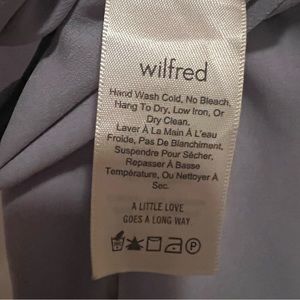 wilfred
Hand Wash Cold, No Bleach,
Hang To Dry, Low Iron, Or
Dry Clean.
Laver À La Main À L'eau
Froide, Pas De Blanchiment,
Suspendre Pour Sécher,
Repasser À Basse
Température, Ou Nettoyer À
Sec.
A LITTLE LOVE
GOES A LONG WAY
P